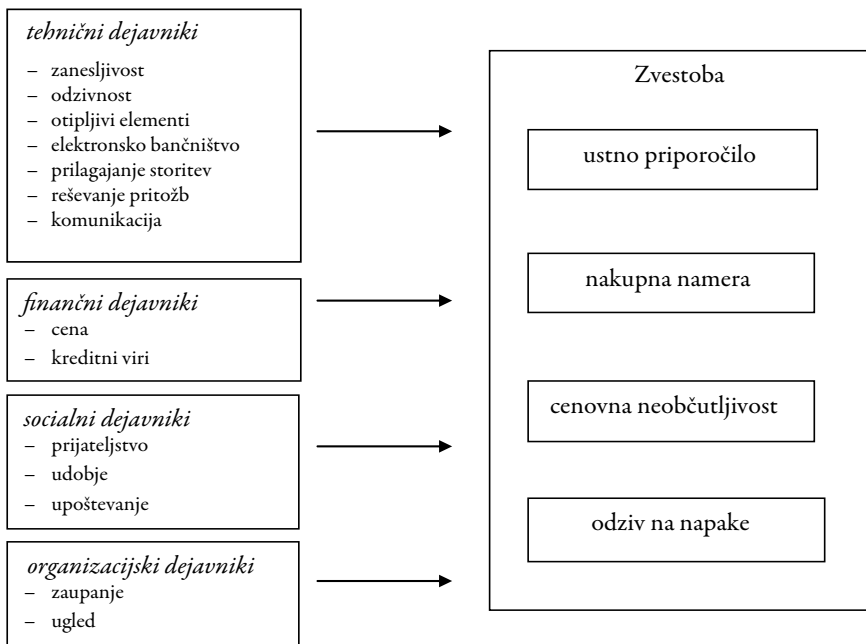 tehnični dejavniki
– zanesljivost
– odzivnost
– otipljivi elementi
– elektronsko bančništvo
– prilagajanje storitev
– reševanje pritožb
– komunikacija
finančni dejavniki
– cena
– kreditni viri
socialni dejavniki
– prijateljstvo
– udobje
– upoštevanje
organizacijski dejavniki
– zaupanje
– ugled
Zvestoba
ustno priporočilo
nakupna namera
cenovna neobčutljivost
odziv na napake